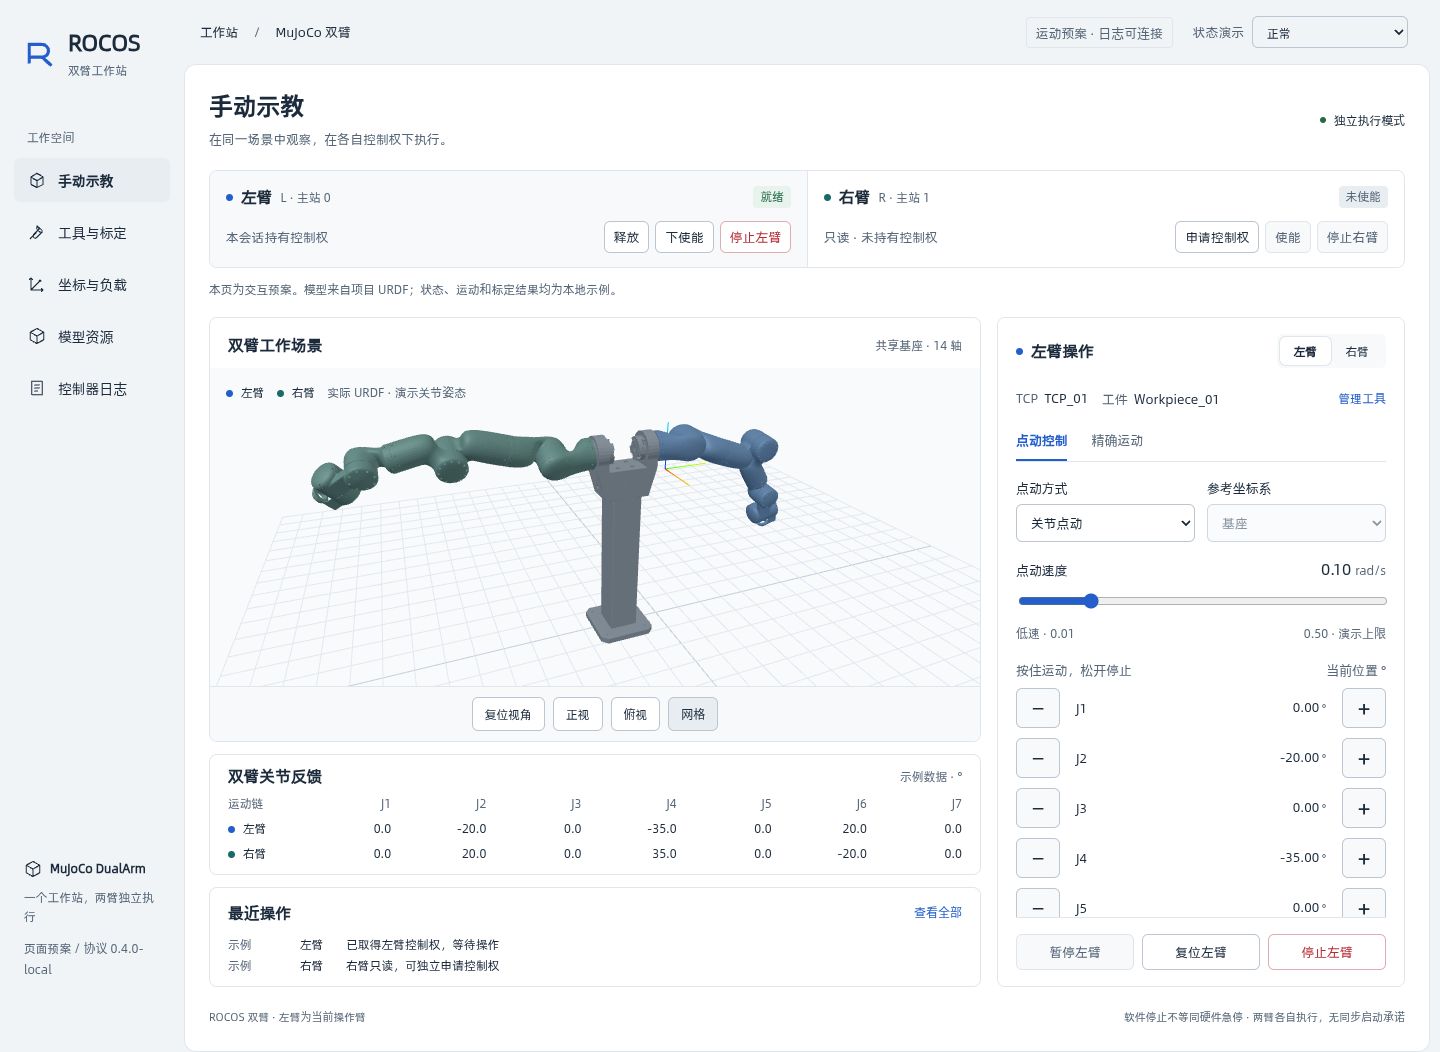 ROCOS
双臂工作站
工作空间
手动示教
工具与标定
坐标与负载
模型资源
控制器日志
MuJoCo DualArm
一个工作站，两臂独立执
行
页面预案 / 协议 0.4.0-
local
工作站 / MuJoCo 双臂
运动预案 · 日志可连接 状态演示 正常
手动示教
在同一场景中观察，在各自控制权下执行。
独立执行模式
左臂 L · 主站 0 就绪
本会话持有控制权 释放 下使能 停止左臂
右臂 R · 主站 1 未使能
只读 · 未持有控制权 申请控制权 使能 停止右臂
本页为交互预案。模型来自项目 URDF；状态、运动和标定结果均为本地示例。
双臂工作场景 共享基座 · 14 轴
左臂 右臂 实际 URDF · 演示关节姿态
复位视角 正视 俯视 网格
双臂关节反馈 示例数据 · °
运动链 J1 J2 J3 J4 J5 J6 J7
左臂 0.0 -20.0 0.0 -35.0 0.0 20.0 0.0
右臂 0.0 20.0 0.0 35.0 0.0 -20.0 0.0
最近操作 查看全部
示例 左臂 已取得左臂控制权，等待操作
示例 右臂 右臂只读，可独立申请控制权
左臂操作 左臂 右臂
TCP TCP_01 工件 Workpiece_01 管理工具
点动控制 精确运动
点动方式 参考坐标系
关节点动 基座
点动速度 0.10 rad/s
低速 · 0.01 0.50 · 演示上限
按住运动，松开停止 当前位置 °
− J1 0.00 ° +
− J2 -20.00 ° +
− J3 0.00 ° +
− J4 -35.00 ° +
− J5 0.00 ° +
暂停左臂 复位左臂 停止左臂
ROCOS 双臂 · 左臂为当前操作臂
软件停止不等同硬件急停 · 两臂各自执行，无同步启动承诺